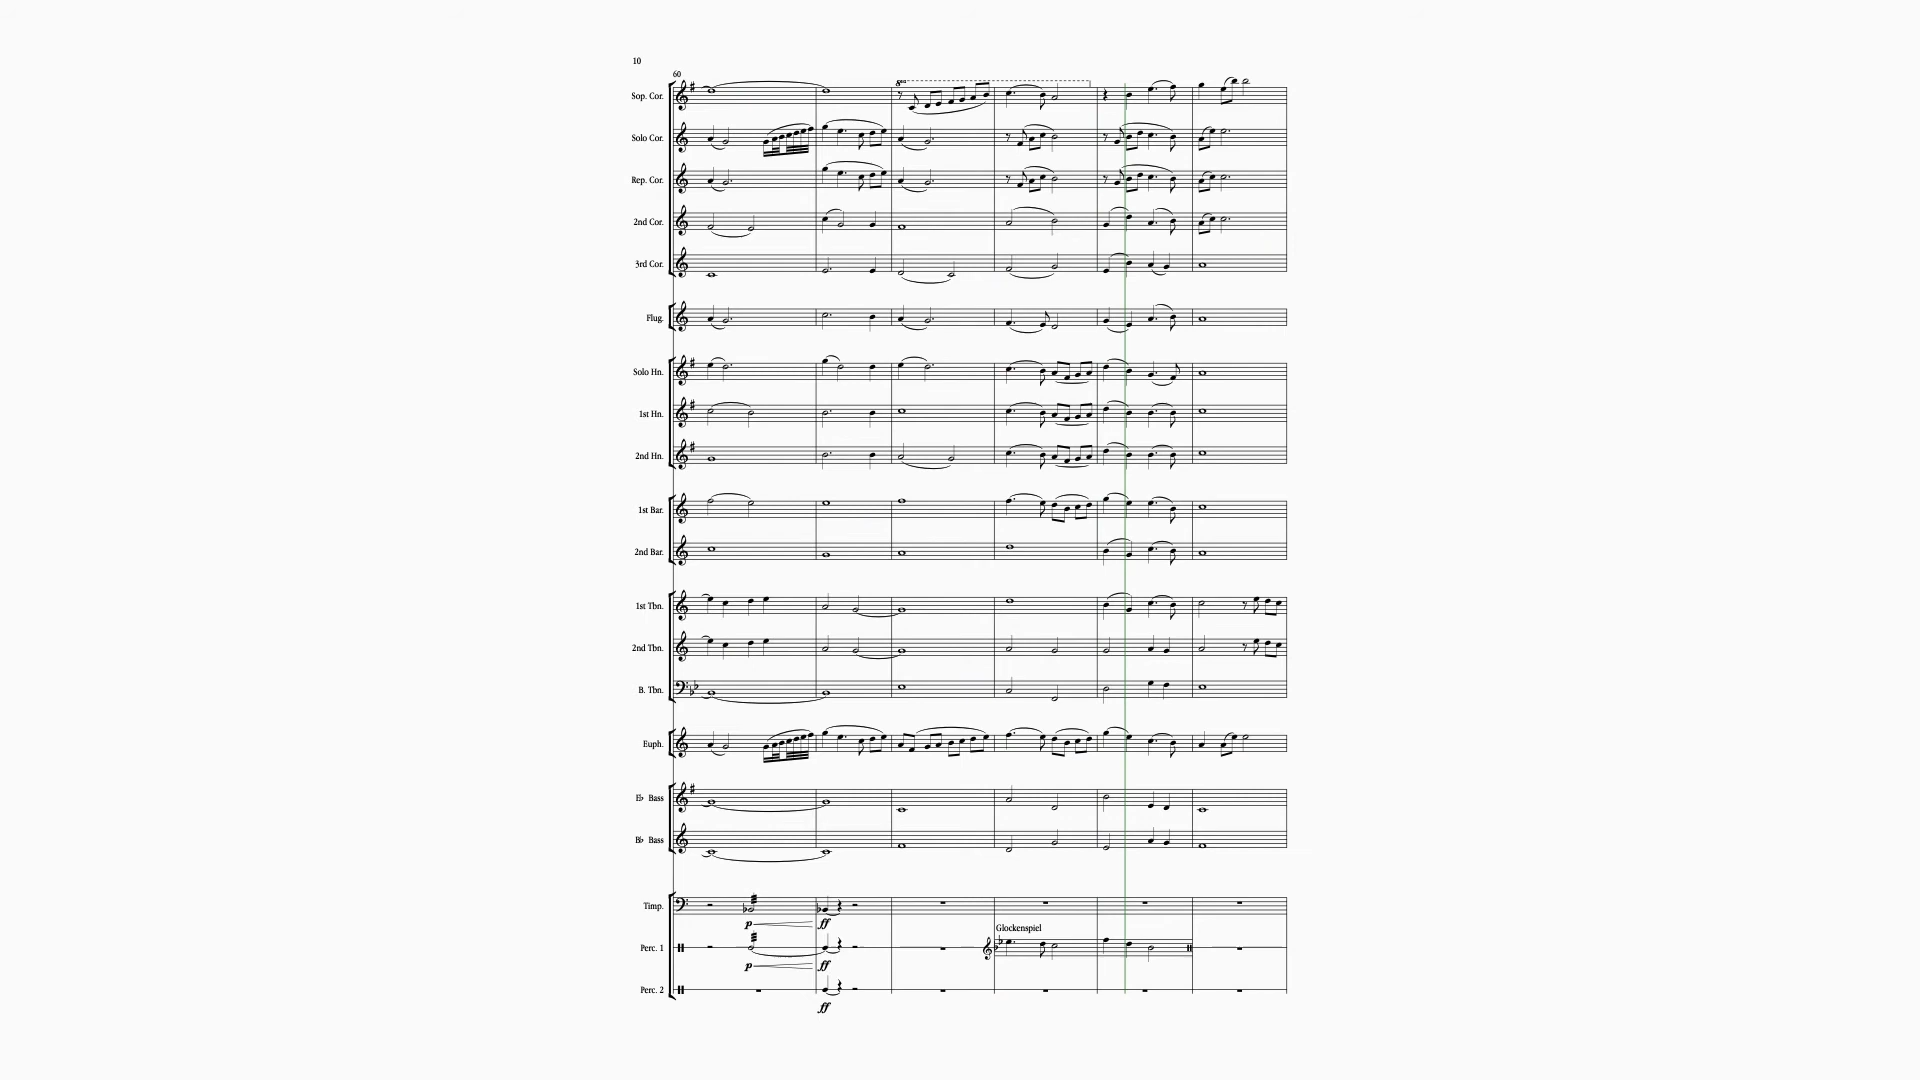 10
60
Sop. Cor.
8va
Solo Cor.
Rep. Cor.
2nd Cor.
3rd Cor.
Flug.
Solo Hn.
1st Hn.
2nd Hn.
1st Bar.
2nd Bar.
1st Tbn.
2nd Tbn.
B. Tbn.
Euph.
E♭ Bass
B♭ Bass
Timp.
p ff
Glockenspiel
Perc. 1
p ff
Perc. 2
ff